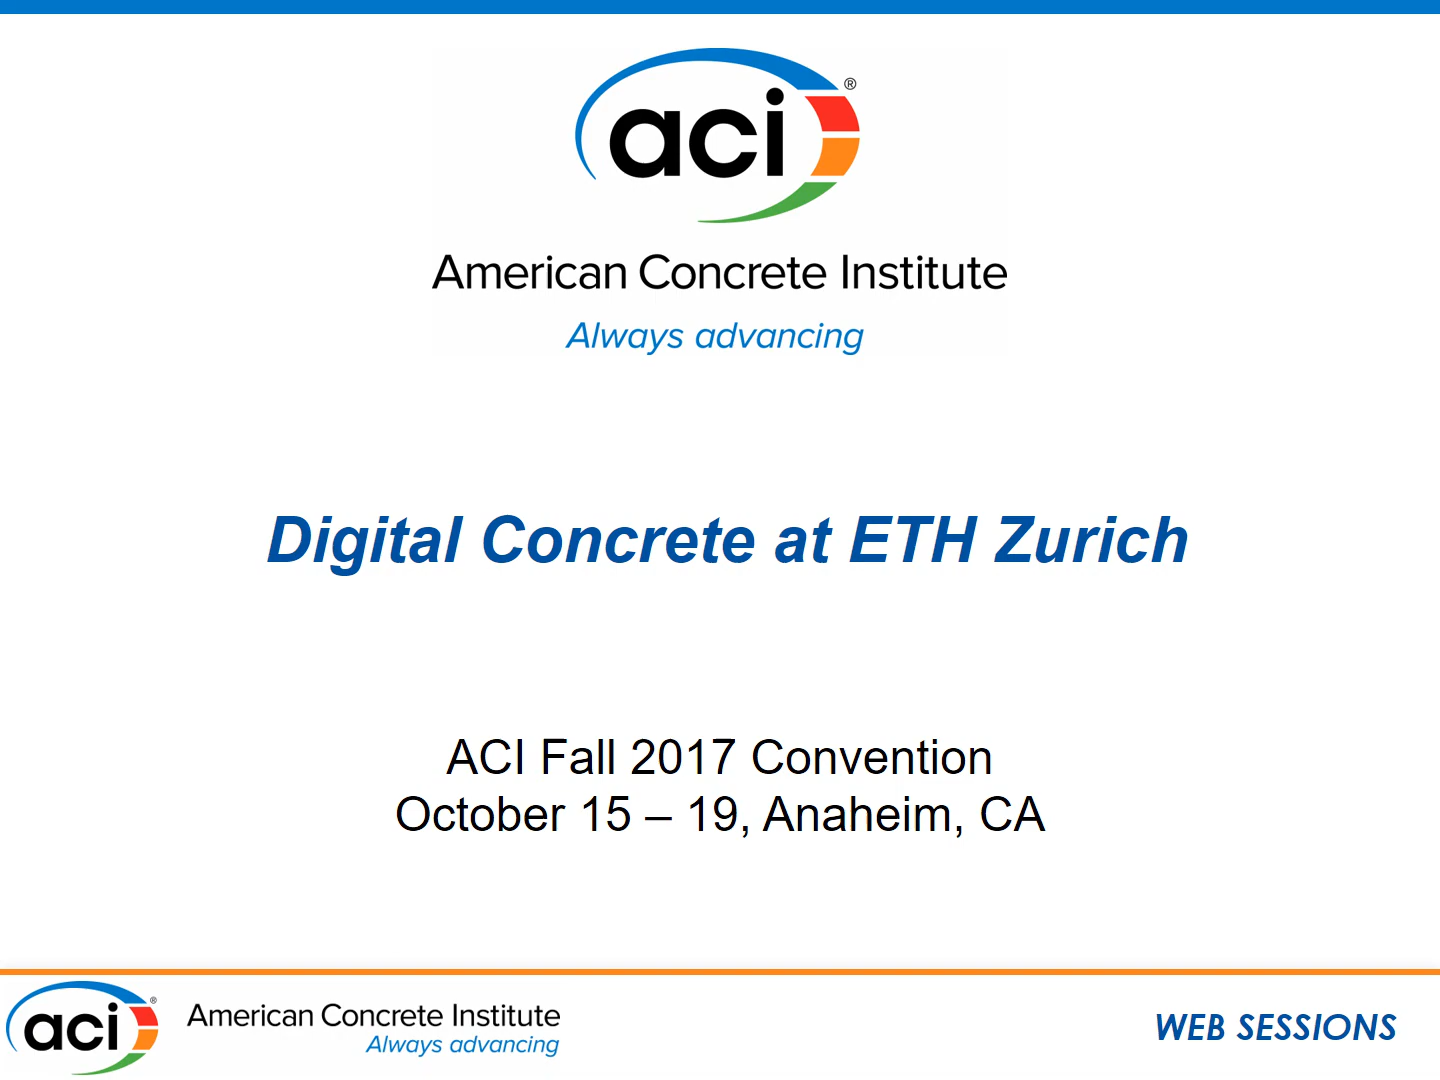 aci®
American Concrete Institute
Always advancing
Digital Concrete at ETH Zurich
ACI Fall 2017 Convention
October 15 – 19, Anaheim, CA
aci®
American Concrete Institute
Always advancing
WEB SESSIONS